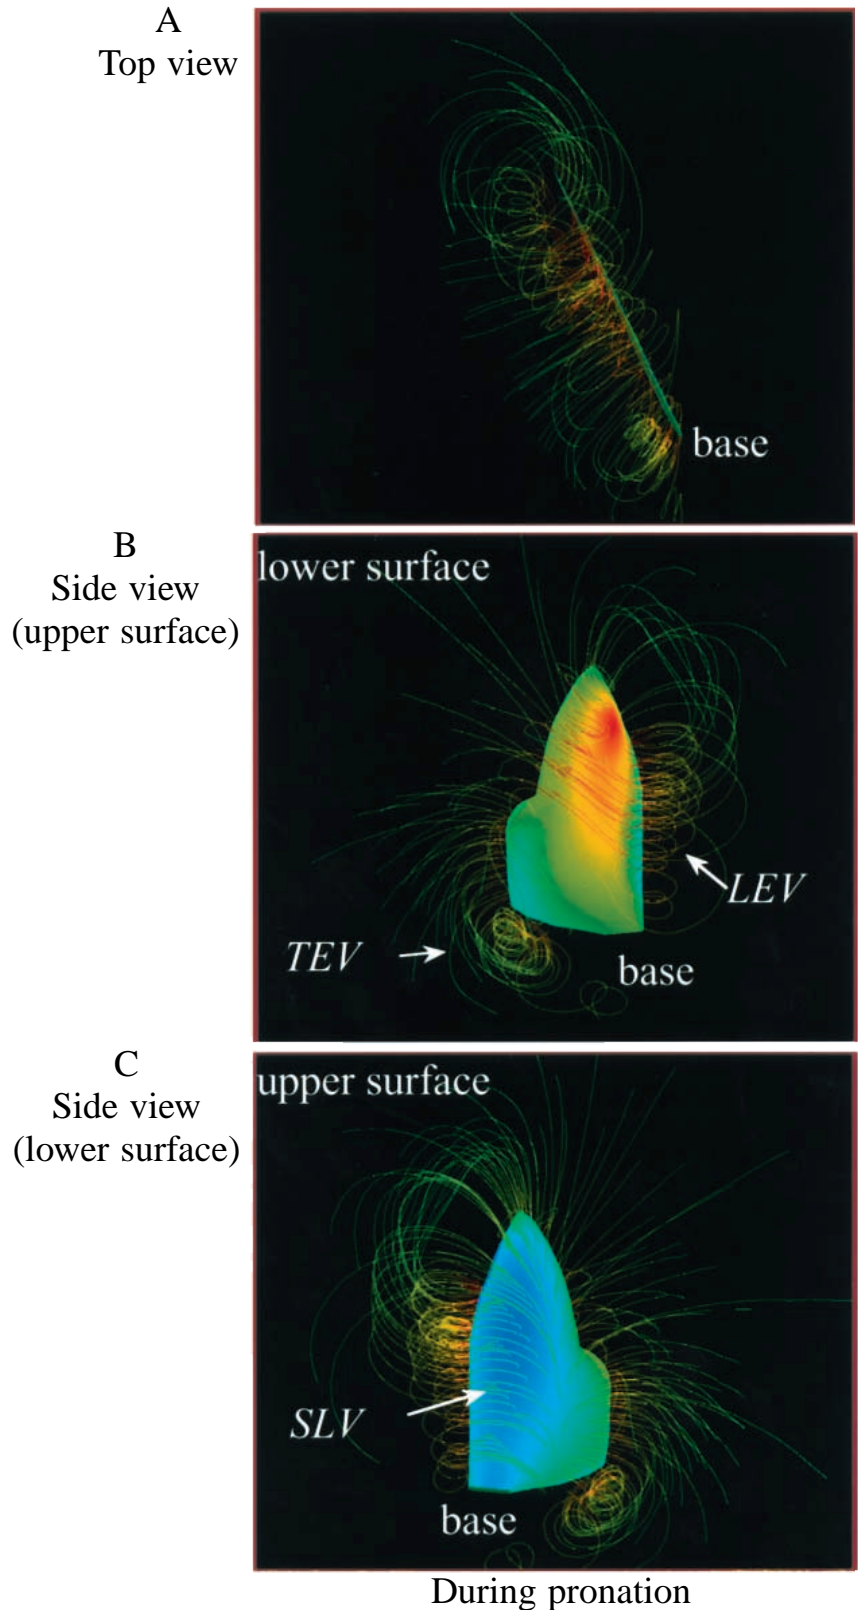 A
Top view
base
B
Side view
(upper surface)
lower surface
LEV
TEV
base
C
Side view
(lower surface)
upper surface
SLV
base
During pronation